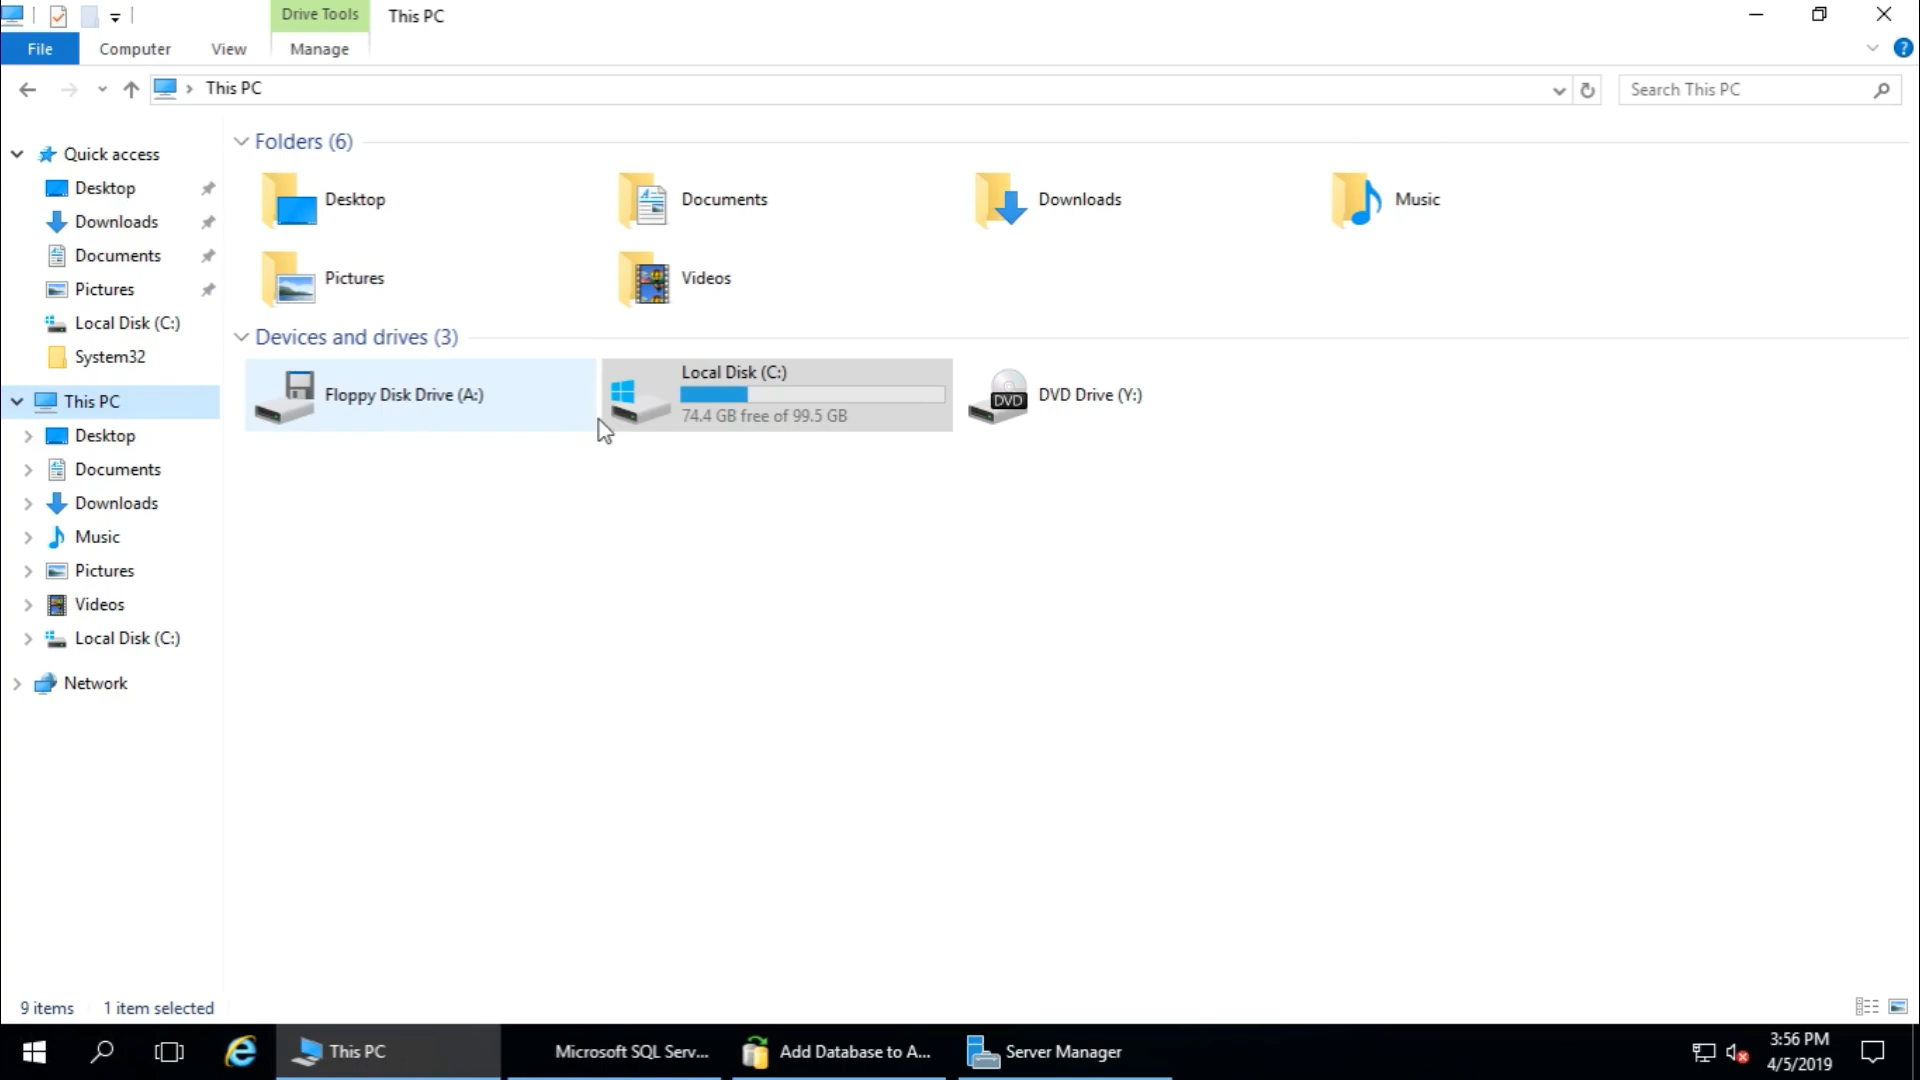 Drive Tools
This PC
File
Computer
View
Manage
?
This PC
Search This PC
Quick access
Desktop
Downloads
Documents
Pictures
Local Disk (C:)
System32
This PC
Desktop
Documents
Downloads
Music
Pictures
Videos
Local Disk (C:)
Network
Folders (6)
Desktop
Documents
Downloads
Music
Pictures
Videos
Devices and drives (3)
Floppy Disk Drive (A:)
Local Disk (C:)
74.4 GB free of 99.5 GB
DVD
DVD Drive (Y:)
9 items
1 item selected
This PC
Microsoft SQL Serv...
Add Database to A...
Server Manager
3:56 PM
4/5/2019